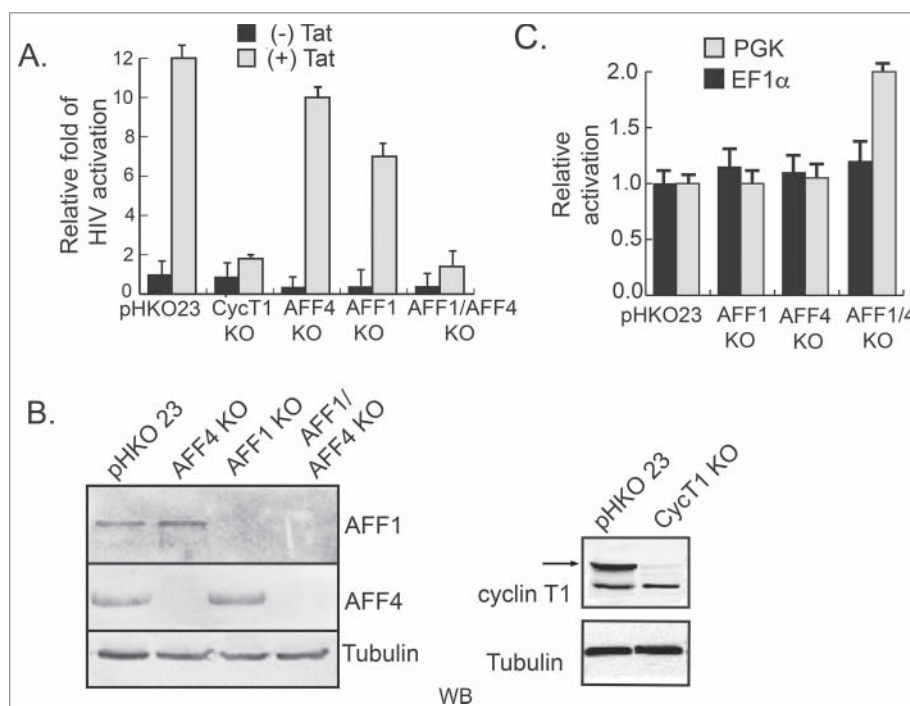 A.
(-) Tat
(+) Tat
Relative fold of
HIV activation
12
10
8
6
4
2
0
pHKO23
CycT1
KO
AFF4
KO
AFF1
KO
AFF1/AFF4
KO
C.
PGK
EF1α
Relative
activation
2.0
1.5
1.0
0.5
0.0
pHKO23
AFF1
KO
AFF4
KO
AFF1/4
KO
B.
pHKO 23
AFF4 KO
AFF1 KO
AFF1/
AFF4 KO
AFF1
AFF4
Tubulin
pHKO 23
CycT1 KO
cyclin T1
Tubulin
WB